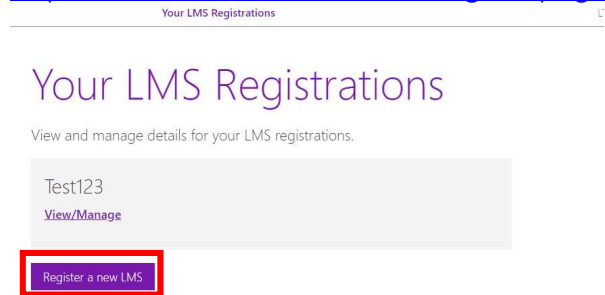 Your LMS Registrations
Your LMS Registrations
View and manage details for your LMS registrations.
Test123
View/Manage
Register a new LMS